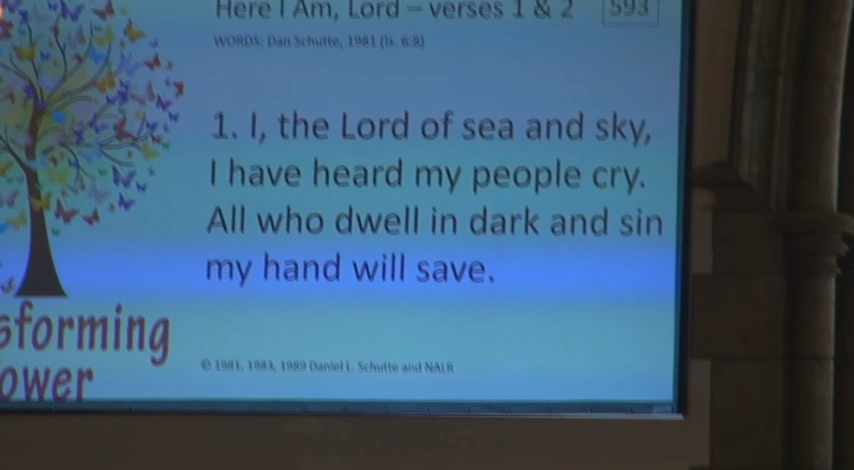 Here I Am, Lord – verses 1 & 2 593
WORDS: Dan Schutte, 1981 (Is. 6:8)
1. I, the Lord of sea and sky,
I have heard my people cry.
All who dwell in dark and sin
my hand will save.
sforming
ower
© 1981, 1983, 1989 Daniel L. Schutte and NALR